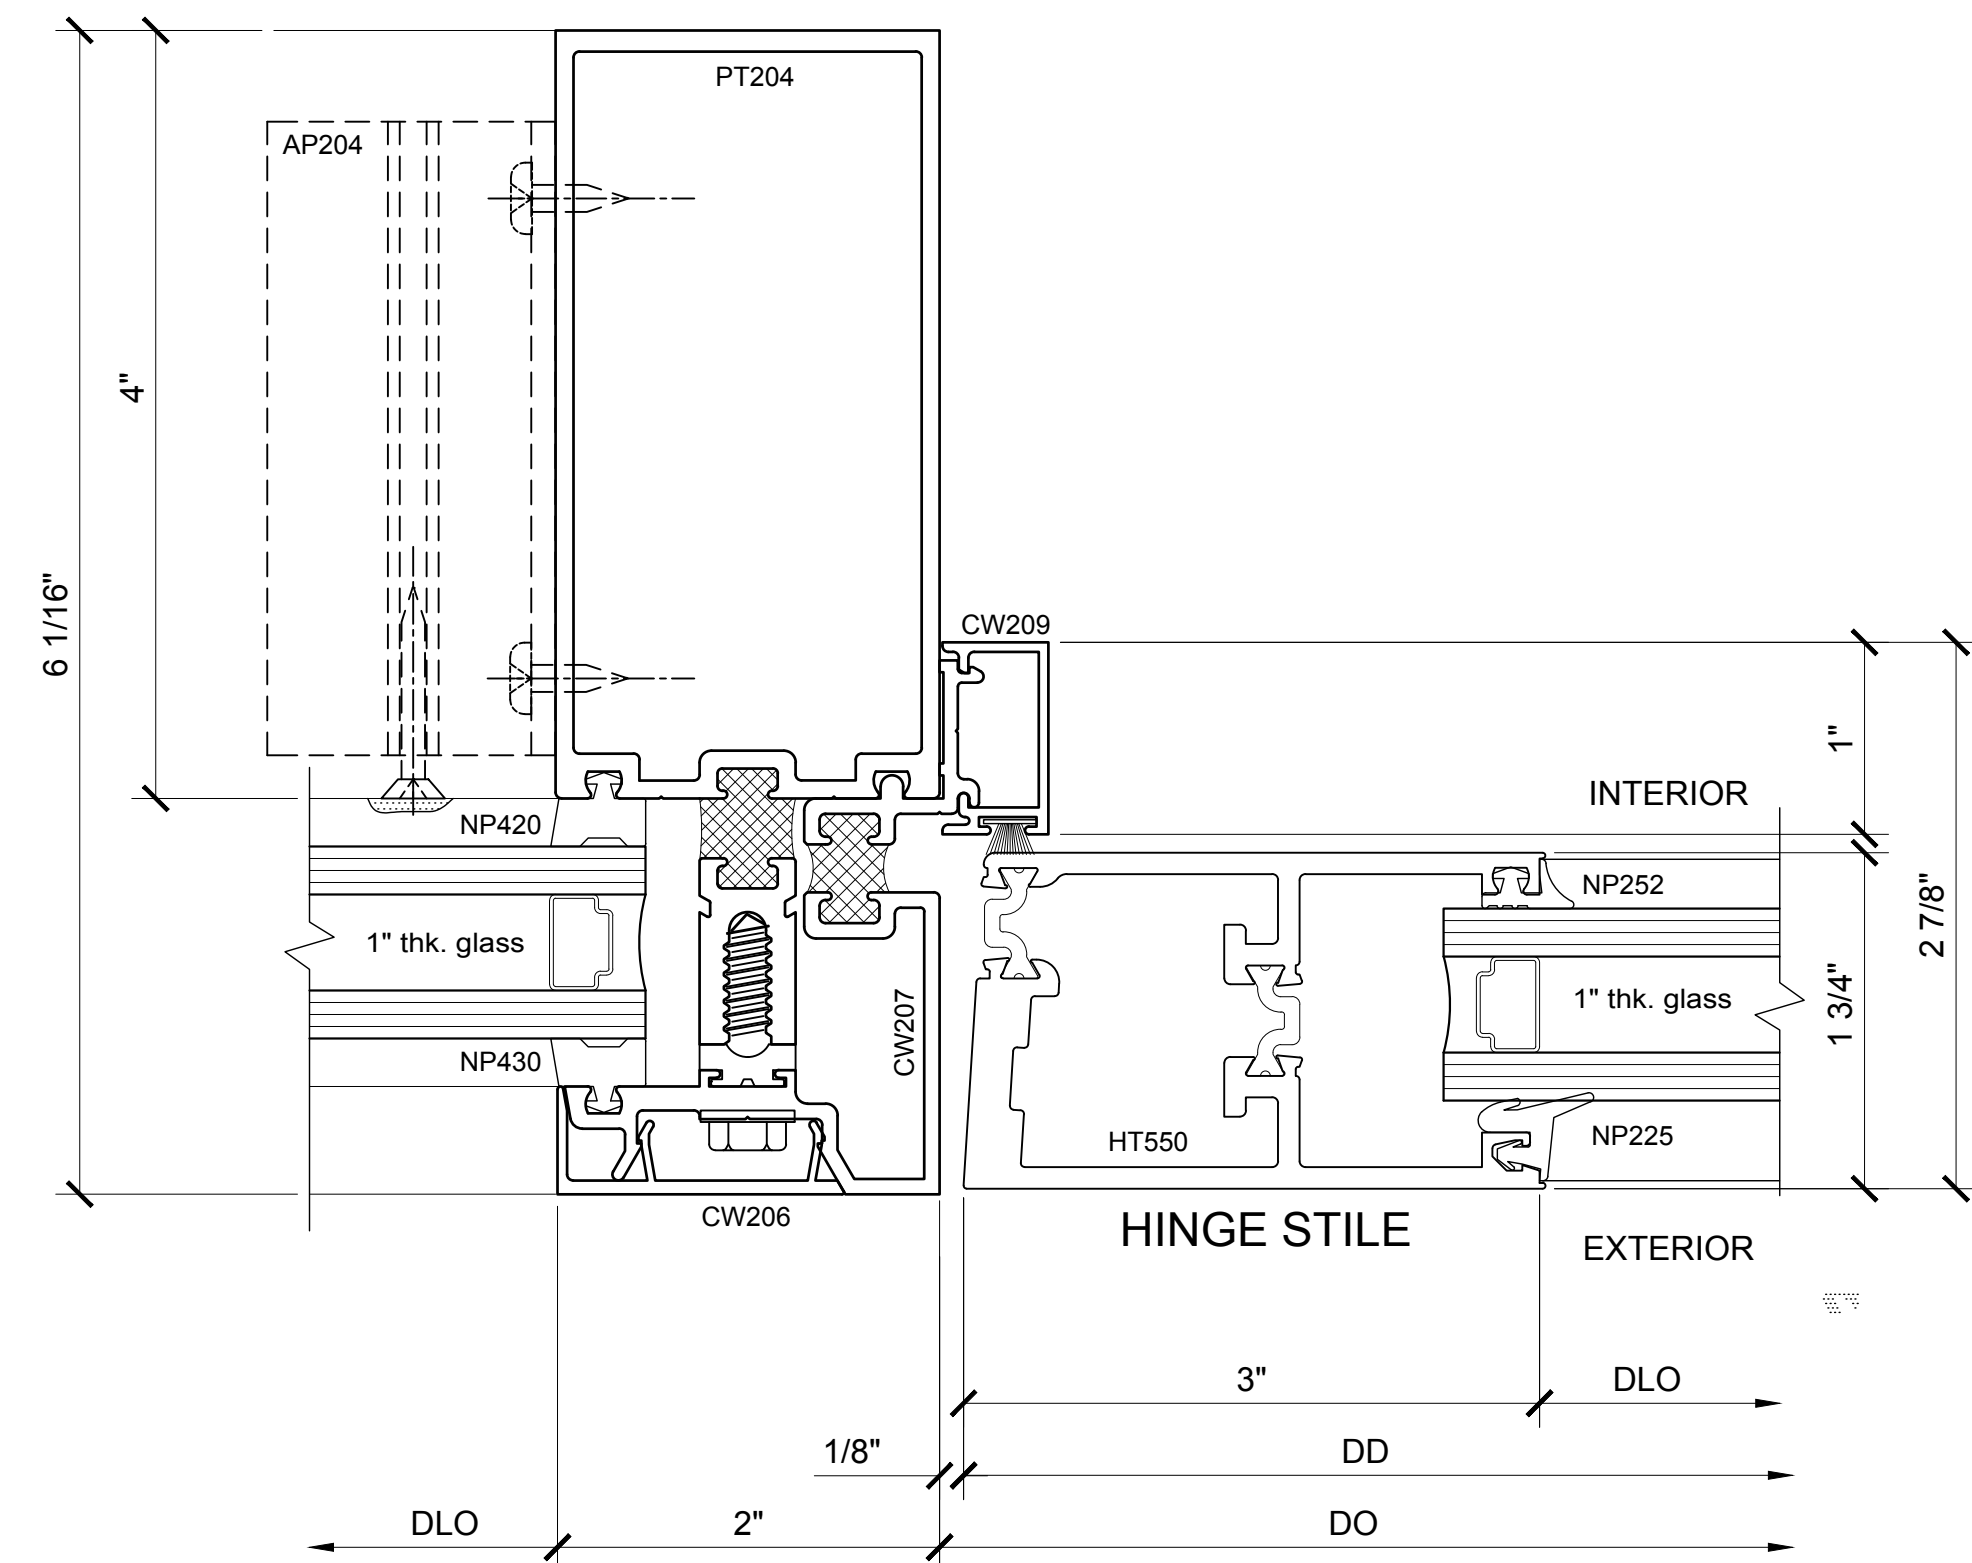 PT204
AP204
4"
6 1/16"
CW209
1"
INTERIOR
NP420
NP252
2 7/8"
1" thk. glass
1" thk. glass
1 3/4"
CW207
NP430
HT550
NP225
CW206
HINGE STILE
EXTERIOR
3"
DLO
1/8"
DD
DLO
2"
DO